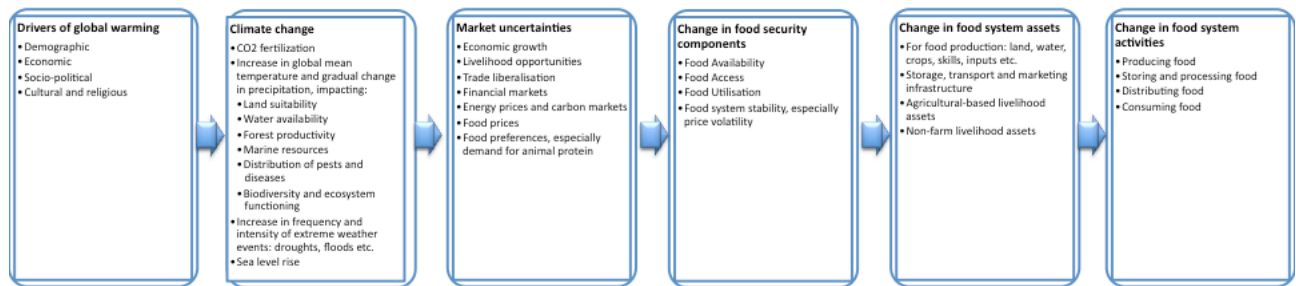 Drivers of global warming
• Demographic
• Economic
• Socio-political
• Cultural and religious
Climate change
• CO2 fertilization
• Increase in global mean
temperature and gradual change
in precipitation, impacting:
• Land suitability
• Water availability
• Forest productivity
• Marine resources
• Distribution of pests and
diseases
• Biodiversity and ecosystem
functioning
• Increase in frequency and
intensity of extreme weather
events: droughts, floods etc.
• Sea level rise
Market uncertainties
• Economic growth
• Livelihood opportunities
• Trade liberalisation
• Financial markets
• Energy prices and carbon markets
• Food prices
• Food preferences, especially
demand for animal protein
Change in food security
components
• Food Availability
• Food Access
• Food Utilisation
• Food system stability, especially
price volatility
Change in food system assets
• For food production: land, water,
crops, skills, inputs etc.
• Storage, transport and marketing
infrastructure
• Agricultural-based livelihood
assets
• Non-farm livelihood assets
Change in food system
activities
• Producing food
• Storing and processing food
• Distributing food
• Consuming food